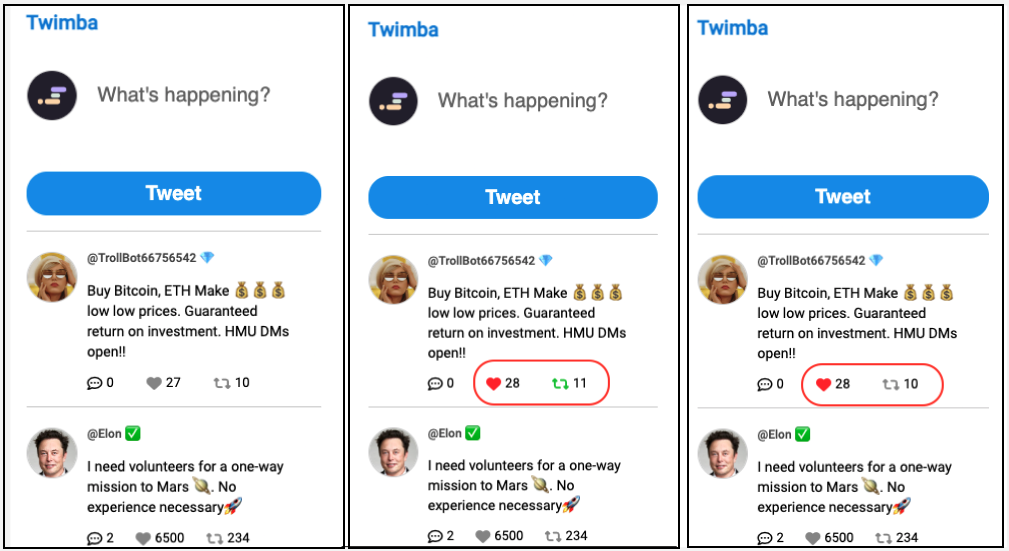 Twimba
What's happening?
Tweet
@TrollBot66756542 💎
Buy Bitcoin, ETH Make 💰💰💰
low low prices. Guaranteed
return on investment. HMU DMs
open!!
0 27 10
@Elon ✅
I need volunteers for a one-way
mission to Mars 🪐. No
experience necessary🚀
2 6500 234
Twimba
What's happening?
Tweet
@TrollBot66756542 💎
Buy Bitcoin, ETH Make 💰💰💰
low low prices. Guaranteed
return on investment. HMU DMs
open!!
0 28 11
@Elon ✅
I need volunteers for a one-way
mission to Mars 🪐. No
experience necessary🚀
2 6500 234
Twimba
What's happening?
Tweet
@TrollBot66756542 💎
Buy Bitcoin, ETH Make 💰💰💰
low low prices. Guaranteed
return on investment. HMU DMs
open!!
0 28 10
@Elon ✅
I need volunteers for a one-way
mission to Mars 🪐. No
experience necessary🚀
2 6500 234